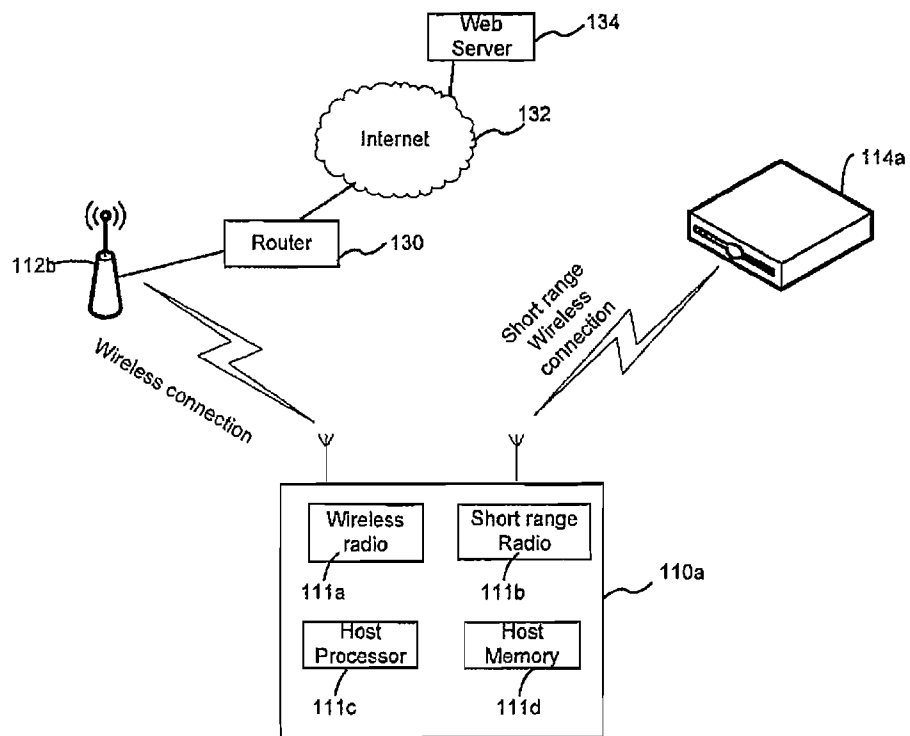 Web
Server
134
Internet
132
114a
Router
130
112b
Short range
Wireless
connection
Wireless connection
Wireless
radio
Short range
Radio
110a
111a
111b
Host
Processor
Host
Memory
111c
111d